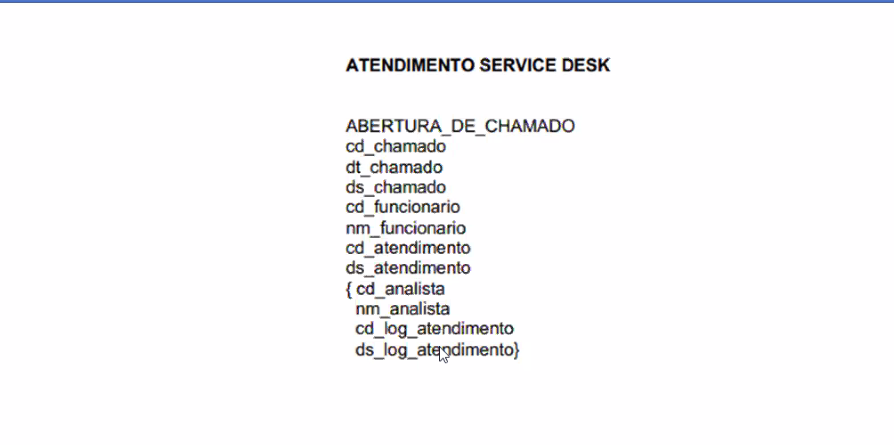 ATENDIMENTO SERVICE DESK
ABERTURA_DE_CHAMADO
cd_chamado
dt_chamado
ds_chamado
cd_funcionario
nm_funcionario
cd_atendimento
ds_atendimento
{ cd_analista
nm_analista
cd_log_atendimento
ds_log_atendimento}